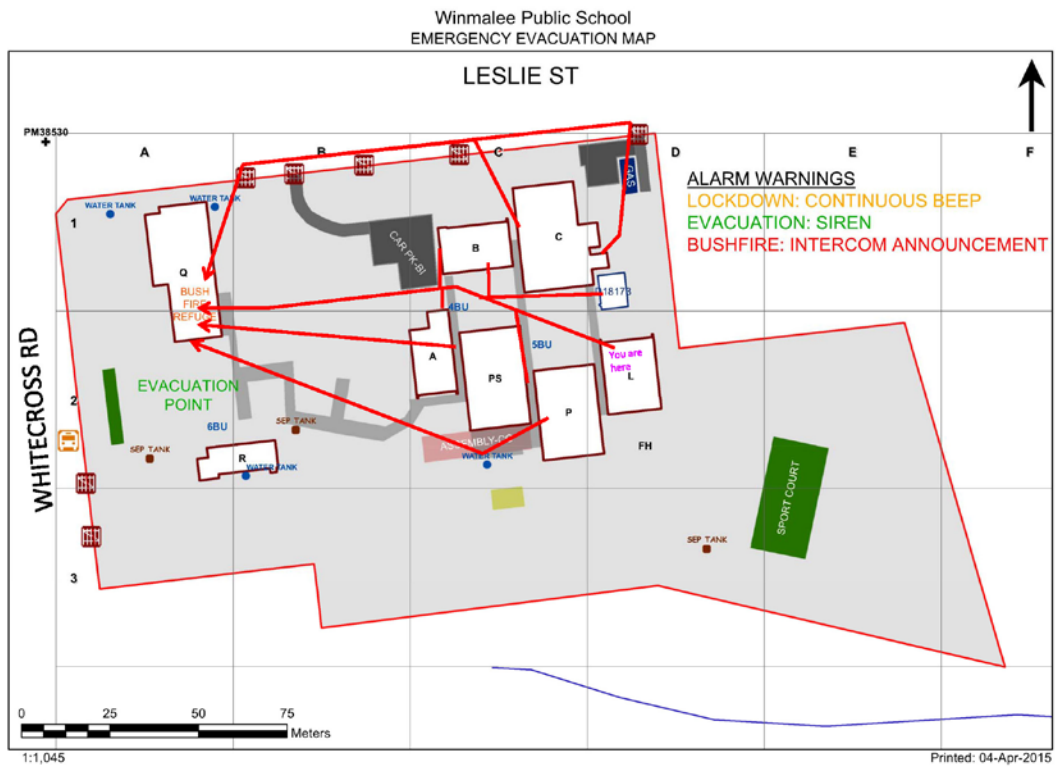 Winmalee Public School
EMERGENCY EVACUATION MAP
LESLIE ST
PM38530
A
B
C
D
E
F
ALARM WARNINGS
LOCKDOWN: CONTINUOUS BEEP
EVACUATION: SIREN
BUSHFIRE: INTERCOM ANNOUNCEMENT
GAS
WATER TANK
WATER TANK
1
B
C
CAR PK-BI
Q
BUSH
FIRE
REFUGE
4BU
5BU
A
PS
You are
here
L
P
WHITECROSS RD
2
EVACUATION
POINT
6BU
SEP TANK
SEP TANK
R
WATER TANK
WATER TANK
FH
SPORT COURT
SEP TANK
3
0 25 50 75
Meters
1:1,045
Printed: 04-Apr-2015